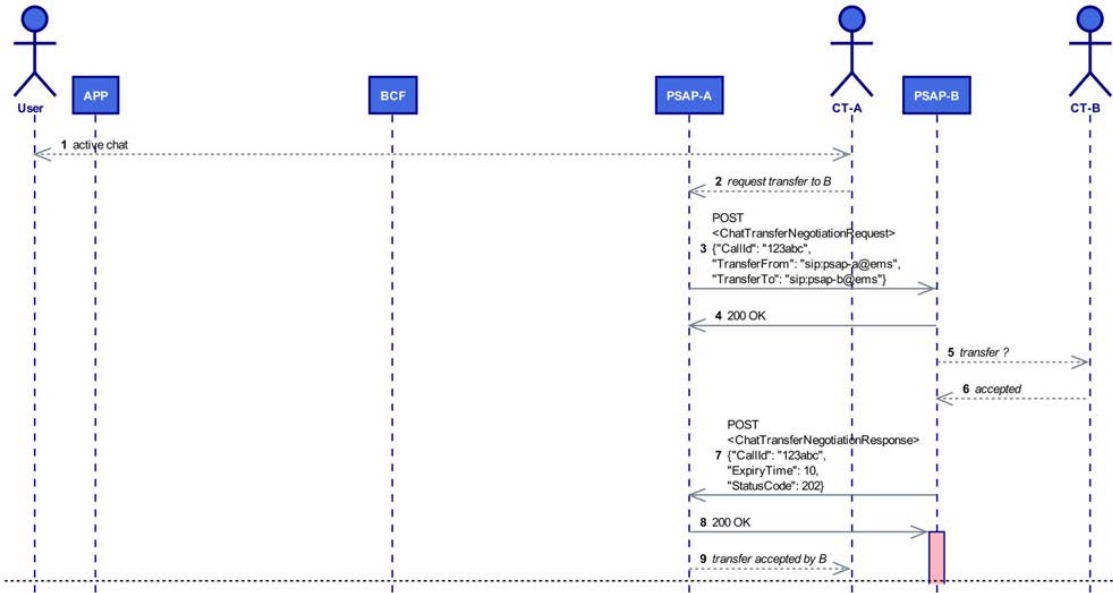 User
APP
BCF
PSAP-A
CT-A
PSAP-B
CT-B
1 active chat
2 request transfer to B
POST
<ChatTransferNegotiationRequest>
3 {"CallId": "123abc",
"TransferFrom": "sip:psap-a@ems",
"TransferTo": "sip:psap-b@ems"}
4 200 OK
5 transfer ?
6 accepted
POST
<ChatTransferNegotiationResponse>
7 {"CallId": "123abc",
"ExpiryTime": 10,
"StatusCode": 202}
8 200 OK
9 transfer accepted by B